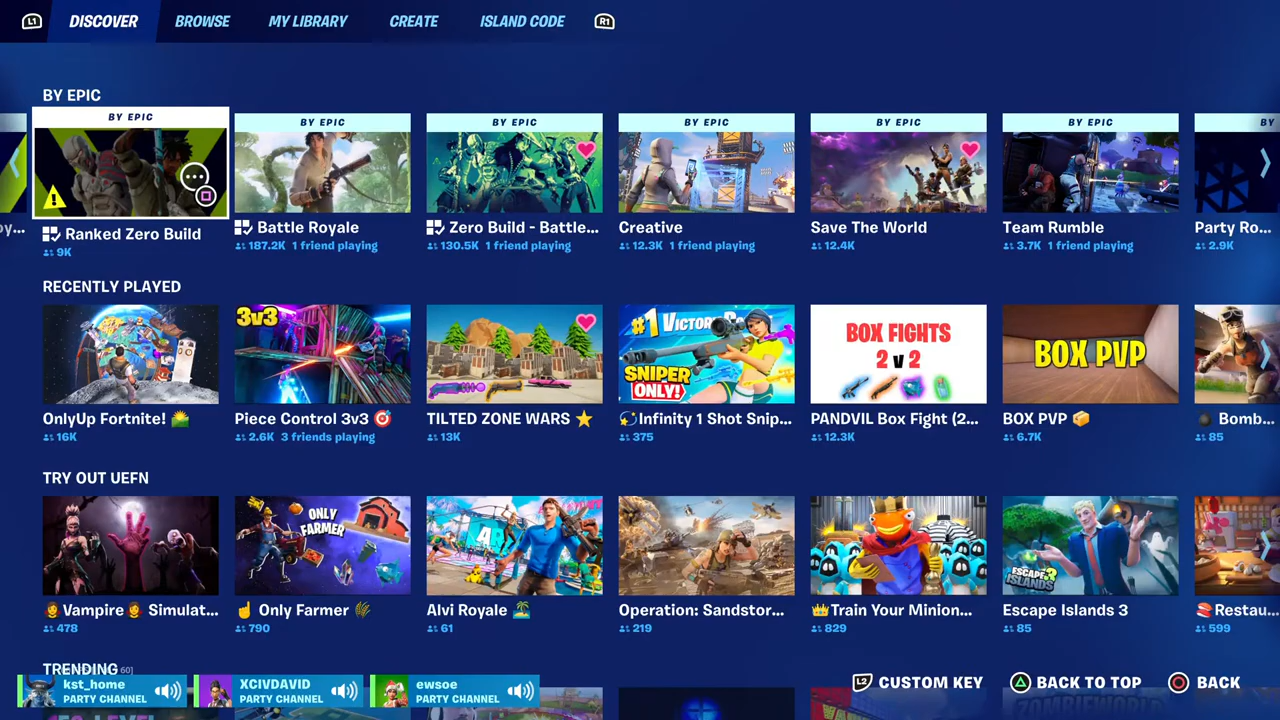 L1 DISCOVER BROWSE MY LIBRARY CREATE ISLAND CODE R1
BY EPIC
BY EPIC BY EPIC BY EPIC BY EPIC BY EPIC BY EPIC BY
Ranked Zero Build Battle Royale Zero Build - Battle... Creative Save The World Team Rumble Party Ro...
9K 187.2K 1 friend playing 130.5K 1 friend playing 12.3K 1 friend playing 12.4K 3.7K 1 friend playing 2.9K
RECENTLY PLAYED
3v3
#1 VICTORY
SNIPER
ONLY!
BOX FIGHTS
2 v 2
BOX PVP
OnlyUp Fortnite! Piece Control 3v3 🎯 TILTED ZONE WARS ⭐ 💫Infinity 1 Shot Snip... PANDVIL Box Fight (2... BOX PVP 📦 Bomb...
16K 2.6K 3 friends playing 13K 375 12.3K 6.7K 85
TRY OUT UEFN
ONLY
FARMER
ESCAPE
ISLANDS 3
Vampire Simulat... ☝ Only Farmer 🌾 Alvi Royale 🏝 Operation: Sandstor... 👑Train Your Minion... Escape Islands 3 🍣Restau...
478 790 61 219 829 85 599
TRENDING
kst_home XCIVDAVID ewsoe
PARTY CHANNEL PARTY CHANNEL PARTY CHANNEL
L2 CUSTOM KEY BACK TO TOP BACK